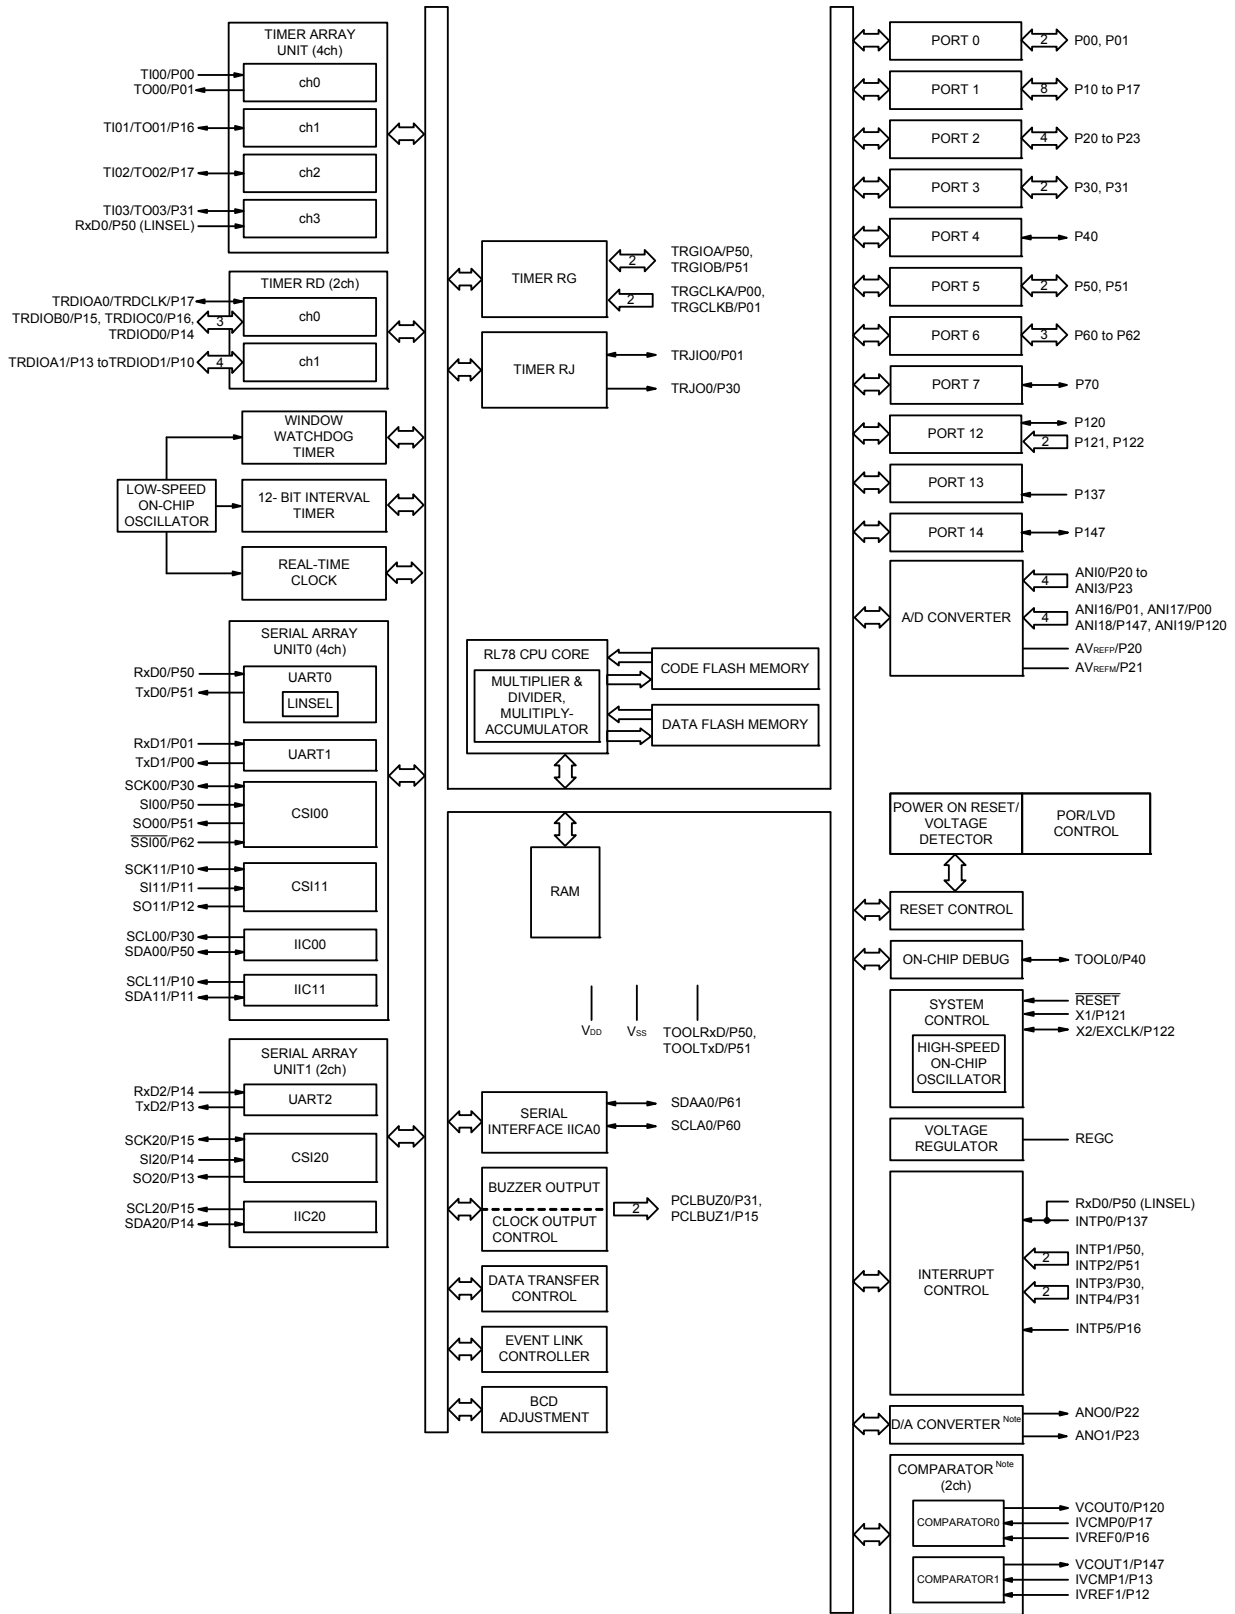 TIMER ARRAY
UNIT (4ch)
TI00/P00
TO00/P01
ch0
TI01/TO01/P16
ch1
TI02/TO02/P17
ch2
TI03/TO03/P31
RxD0/P50 (LINSEL)
ch3
TIMER RD (2ch)
TRDIOA0/TRDCLK/P17
TRDIOB0/P15, TRDIOC0/P16,
TRDIOD0/P14
3
ch0
TRDIOA1/P13 toTRDIOD1/P10
4
ch1
WINDOW
WATCHDOG
TIMER
LOW-SPEED
ON-CHIP
OSCILLATOR
12- BIT INTERVAL
TIMER
REAL-TIME
CLOCK
SERIAL ARRAY
UNIT0 (4ch)
RxD0/P50
TxD0/P51
UART0
LINSEL
RxD1/P01
TxD1/P00
UART1
SCK00/P30
SI00/P50
SO00/P51
SSI00/P62
CSI00
SCK11/P10
SI11/P11
SO11/P12
CSI11
SCL00/P30
SDA00/P50
IIC00
SCL11/P10
SDA11/P11
IIC11
SERIAL ARRAY
UNIT1 (2ch)
RxD2/P14
TxD2/P13
UART2
SCK20/P15
SI20/P14
SO20/P13
CSI20
SCL20/P15
SDA20/P14
IIC20
TIMER RG
2
TRGIOA/P50,
TRGIOB/P51
2
TRGCLKA/P00,
TRGCLKB/P01
TIMER RJ
TRJIO0/P01
TRJO0/P30
RL78 CPU CORE
MULTIPLIER &
DIVIDER,
MULITIPLY-
ACCUMULATOR
CODE FLASH MEMORY
DATA FLASH MEMORY
RAM
VDD
VSS
TOOLRxD/P50,
TOOLTxD/P51
SERIAL
INTERFACE IICA0
SDAA0/P61
SCLA0/P60
BUZZER OUTPUT
CLOCK OUTPUT
CONTROL
2
PCLBUZ0/P31,
PCLBUZ1/P15
DATA TRANSFER
CONTROL
EVENT LINK
CONTROLLER
BCD
ADJUSTMENT
PORT 0
2
P00, P01
PORT 1
8
P10 to P17
PORT 2
4
P20 to P23
PORT 3
2
P30, P31
PORT 4
P40
PORT 5
2
P50, P51
PORT 6
3
P60 to P62
PORT 7
P70
PORT 12
P120
2
P121, P122
PORT 13
P137
PORT 14
P147
A/D CONVERTER
4
ANI0/P20 to
ANI3/P23
4
ANI16/P01, ANI17/P00
ANI18/P147, ANI19/P120
AVREFP/P20
AVREFM/P21
POWER ON RESET/
VOLTAGE
DETECTOR
POR/LVD
CONTROL
RESET CONTROL
ON-CHIP DEBUG
TOOL0/P40
SYSTEM
CONTROL
HIGH-SPEED
ON-CHIP
OSCILLATOR
RESET
X1/P121
X2/EXCLK/P122
VOLTAGE
REGULATOR
REGC
INTERRUPT
CONTROL
RxD0/P50 (LINSEL)
INTP0/P137
2
INTP1/P50,
INTP2/P51
2
INTP3/P30,
INTP4/P31
INTP5/P16
D/A CONVERTER Note
ANO0/P22
ANO1/P23
COMPARATOR Note
(2ch)
COMPARATOR0
VCOUT0/P120
IVCMP0/P17
IVREF0/P16
COMPARATOR1
VCOUT1/P147
IVCMP1/P13
IVREF1/P12